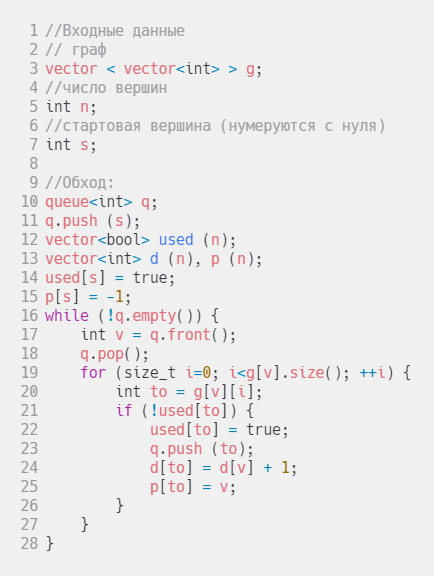 1 //Входные данные
2 // граф
3 vector < vector<int> > g;
4 //число вершин
5 int n;
6 //стартовая вершина (нумеруются с нуля)
7 int s;
8
9 //Обход:
10 queue<int> q;
11 q.push (s);
12 vector<bool> used (n);
13 vector<int> d (n), p (n);
14 used[s] = true;
15 p[s] = -1;
16 while (!q.empty()) {
17     int v = q.front();
18     q.pop();
19     for (size_t i=0; i<g[v].size(); ++i) {
20         int to = g[v][i];
21         if (!used[to]) {
22             used[to] = true;
23             q.push (to);
24             d[to] = d[v] + 1;
25             p[to] = v;
26         }
27     }
28 }